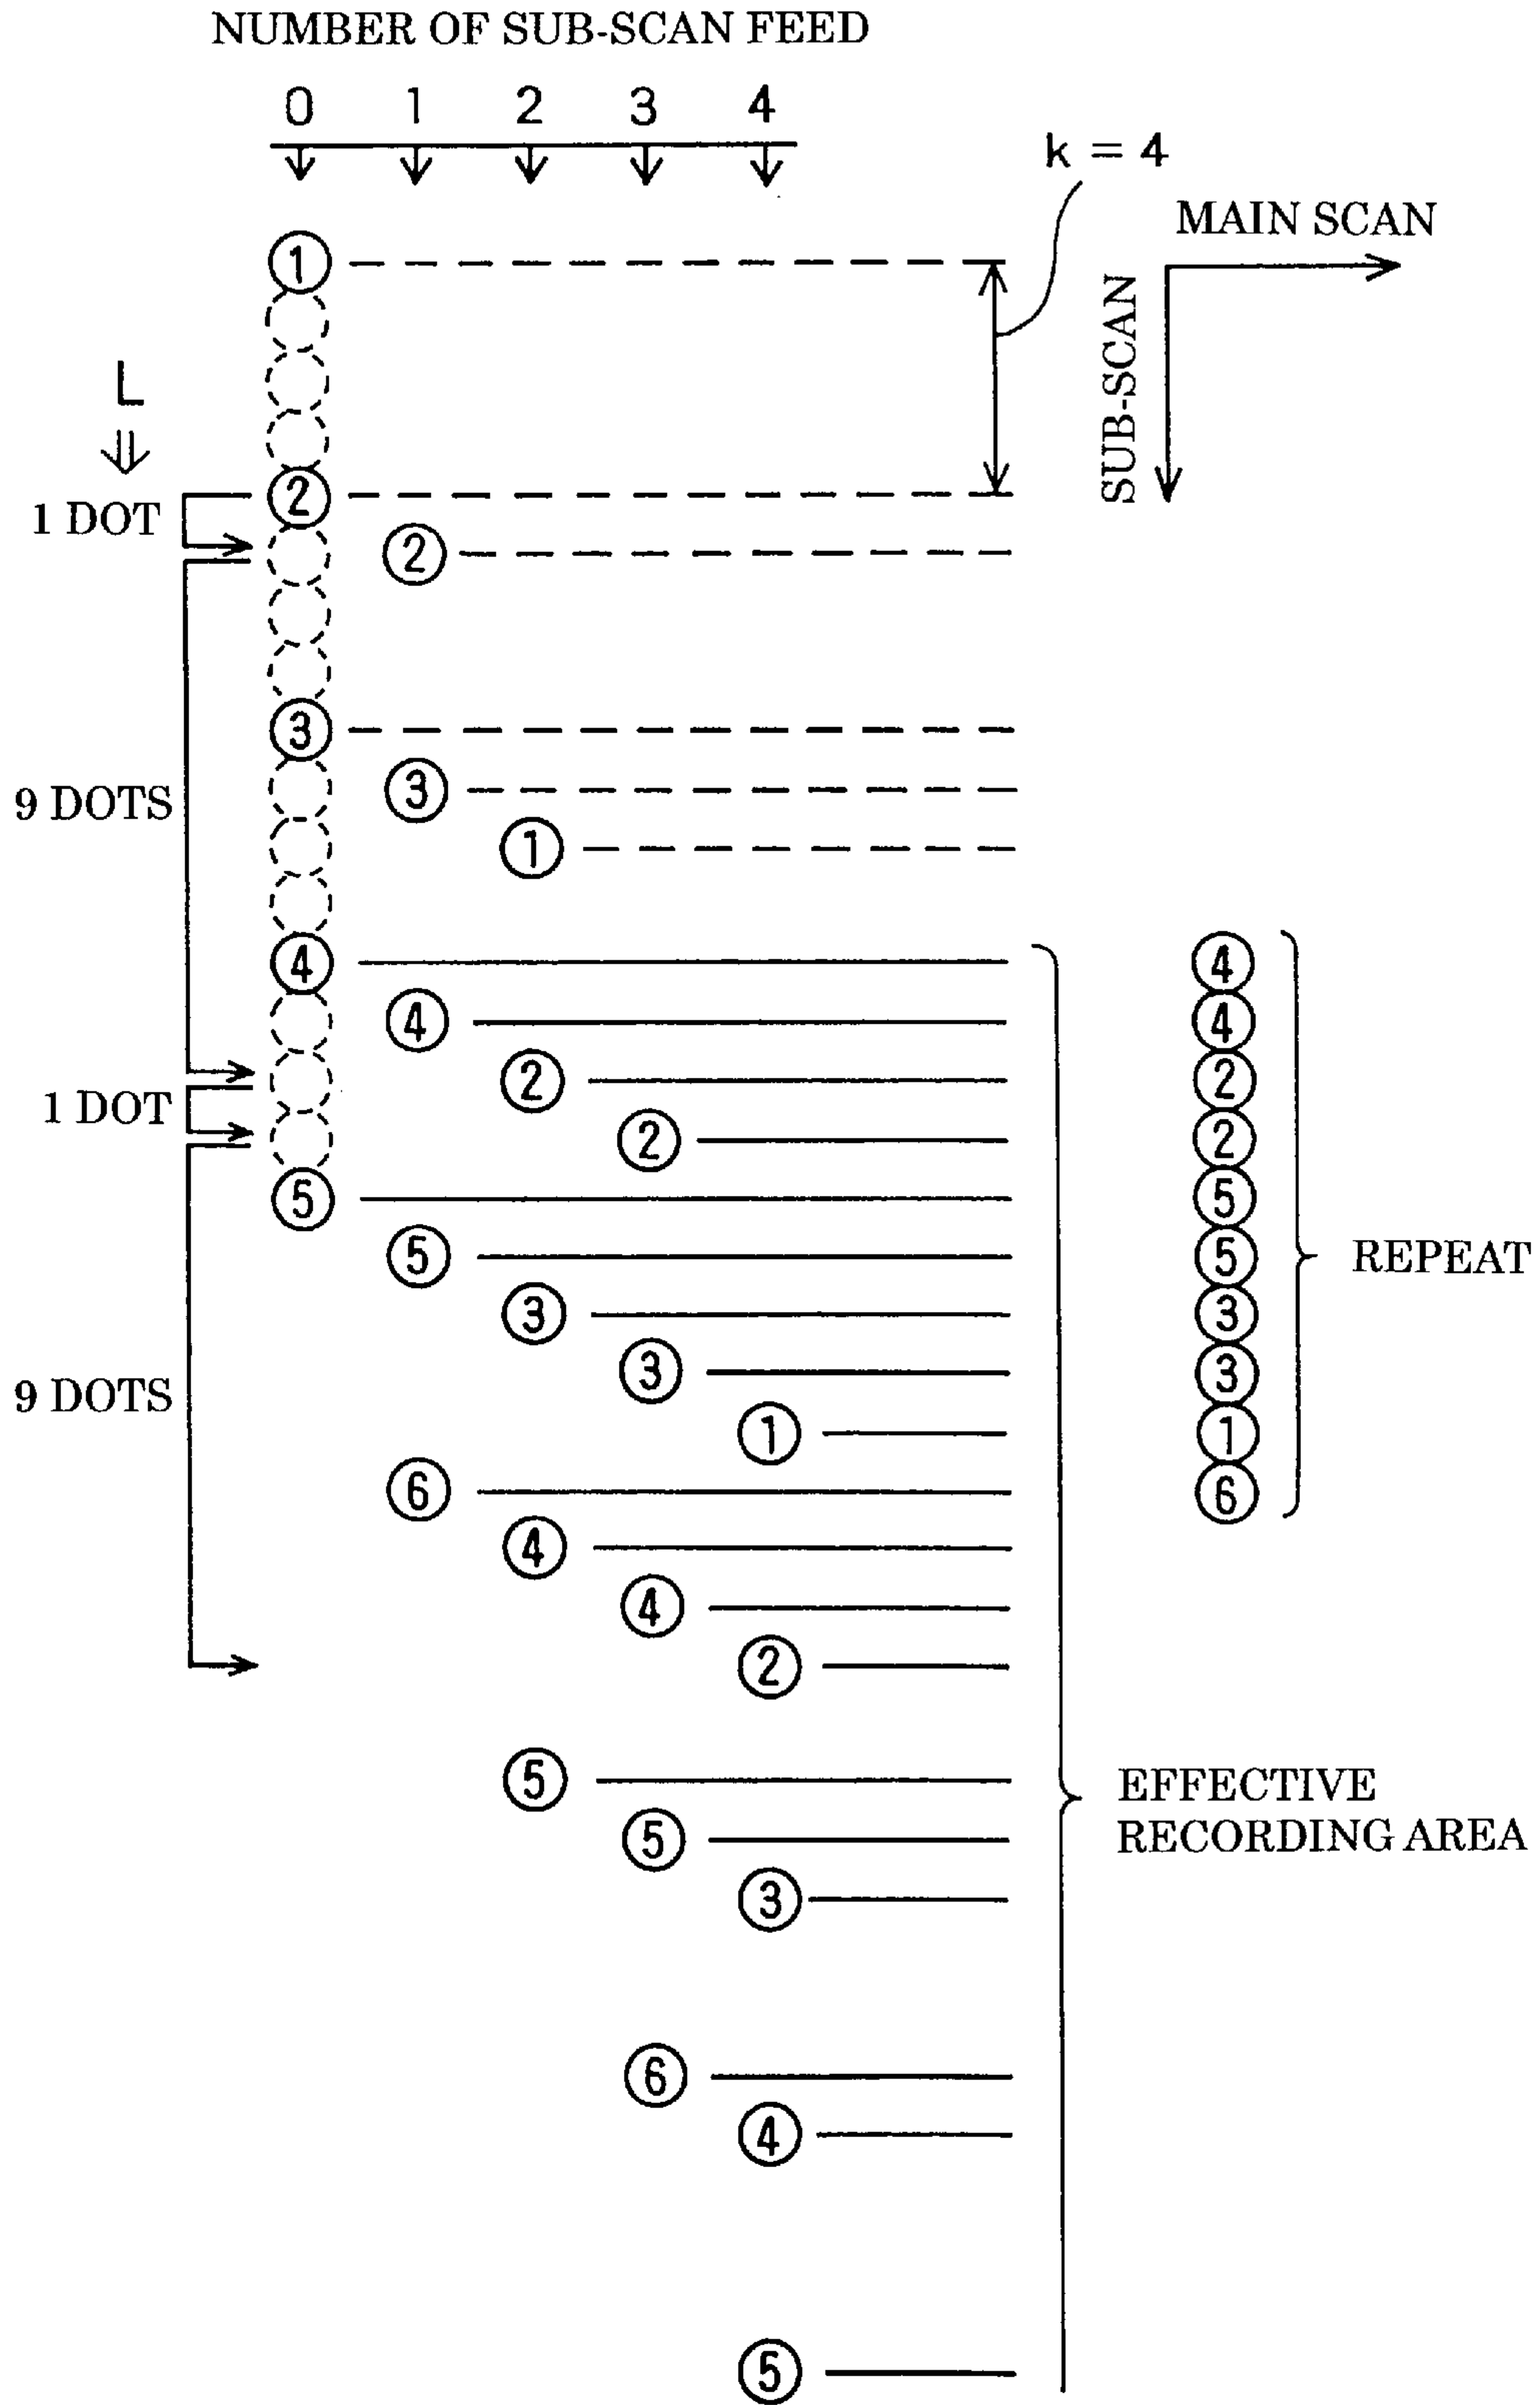 NUMBER OF SUB-SCAN FEED
0 1 2 3 4
k = 4
MAIN SCAN
SUB-SCAN
①
L
②
1 DOT
②
③
9 DOTS
③
①
④ ④
④ ④
② ②
1 DOT
② ②
⑤ ⑤
⑤ ⑤
REPEAT
③ ③
③ ③
9 DOTS
① ①
⑥ ⑥
④
④
②
⑤
EFFECTIVE
RECORDING AREA
⑤
③
⑥
④
⑤